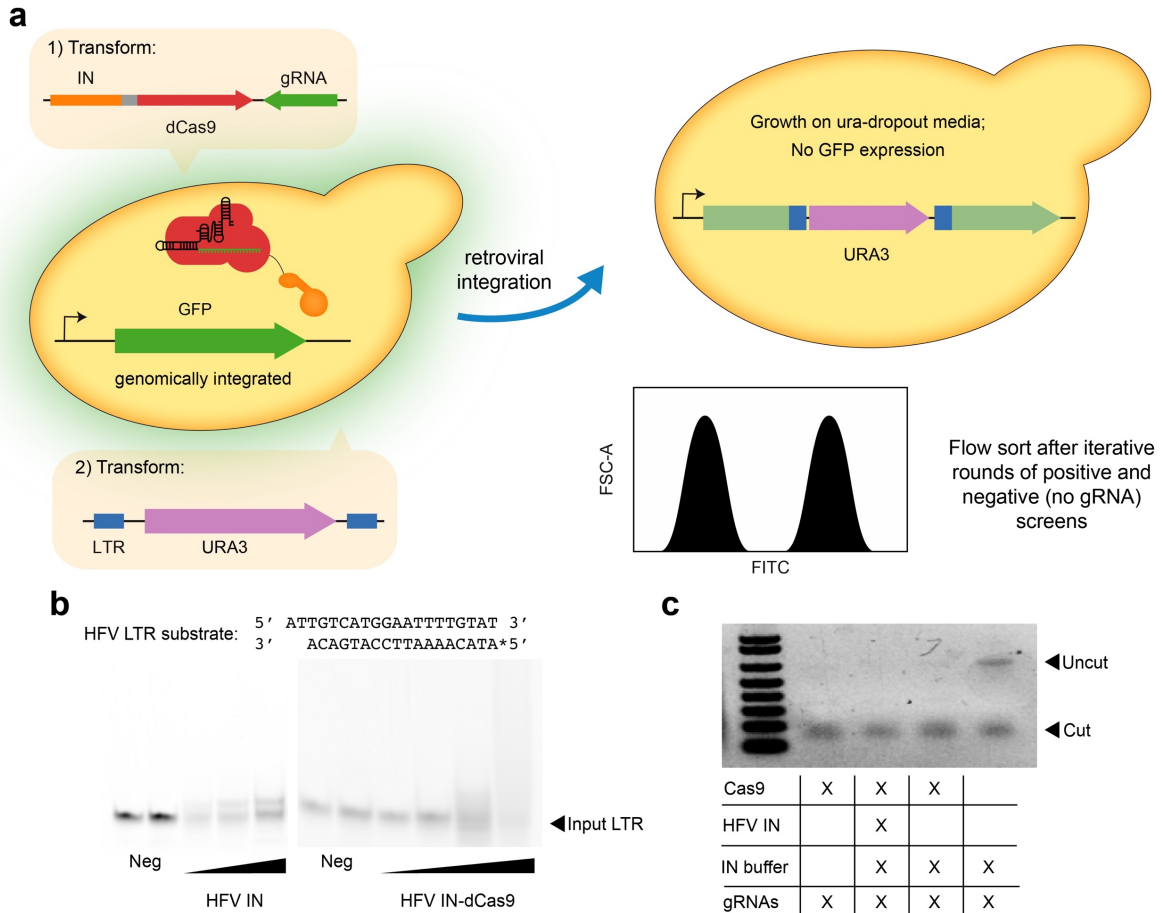 a
1) Transform:
IN
gRNA
dCas9
GFP
genomically integrated
2) Transform:
LTR
URA3
retroviral
integration
Growth on ura-dropout media;
No GFP expression
URA3
FSC-A
FITC
Flow sort after iterative
rounds of positive and
negative (no gRNA)
screens
b
HFV LTR substrate:
5′ ATTGTCATGGAATTTTGTAT 3′
3′ ACAGTACCTTAAAACATA*5′
Input LTR
Neg
HFV IN
Neg
HFV IN-dCas9
c
Uncut
Cut
Cas9 X X X
HFV IN X
IN buffer X X X
gRNAs X X X X